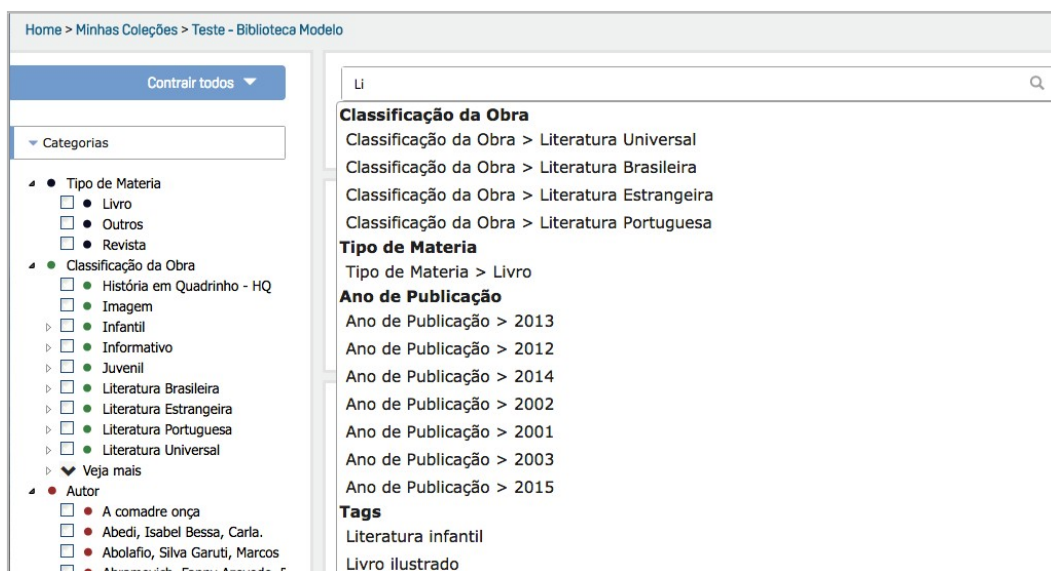 Home > Minhas Coleções > Teste - Biblioteca Modelo
Contrair todos
Categorias
Tipo de Materia
Livro
Outros
Revista
Classificação da Obra
História em Quadrinho - HQ
Imagem
Infantil
Informativo
Juvenil
Literatura Brasileira
Literatura Estrangeira
Literatura Portuguesa
Literatura Universal
Veja mais
Autor
A comadre onça
Abedi, Isabel Bessa, Carla.
Abolafio, Silva Garuti, Marcos
Li
Classificação da Obra
Classificação da Obra > Literatura Universal
Classificação da Obra > Literatura Brasileira
Classificação da Obra > Literatura Estrangeira
Classificação da Obra > Literatura Portuguesa
Tipo de Materia
Tipo de Materia > Livro
Ano de Publicação
Ano de Publicação > 2013
Ano de Publicação > 2012
Ano de Publicação > 2014
Ano de Publicação > 2002
Ano de Publicação > 2001
Ano de Publicação > 2003
Ano de Publicação > 2015
Tags
Literatura infantil
Livro ilustrado